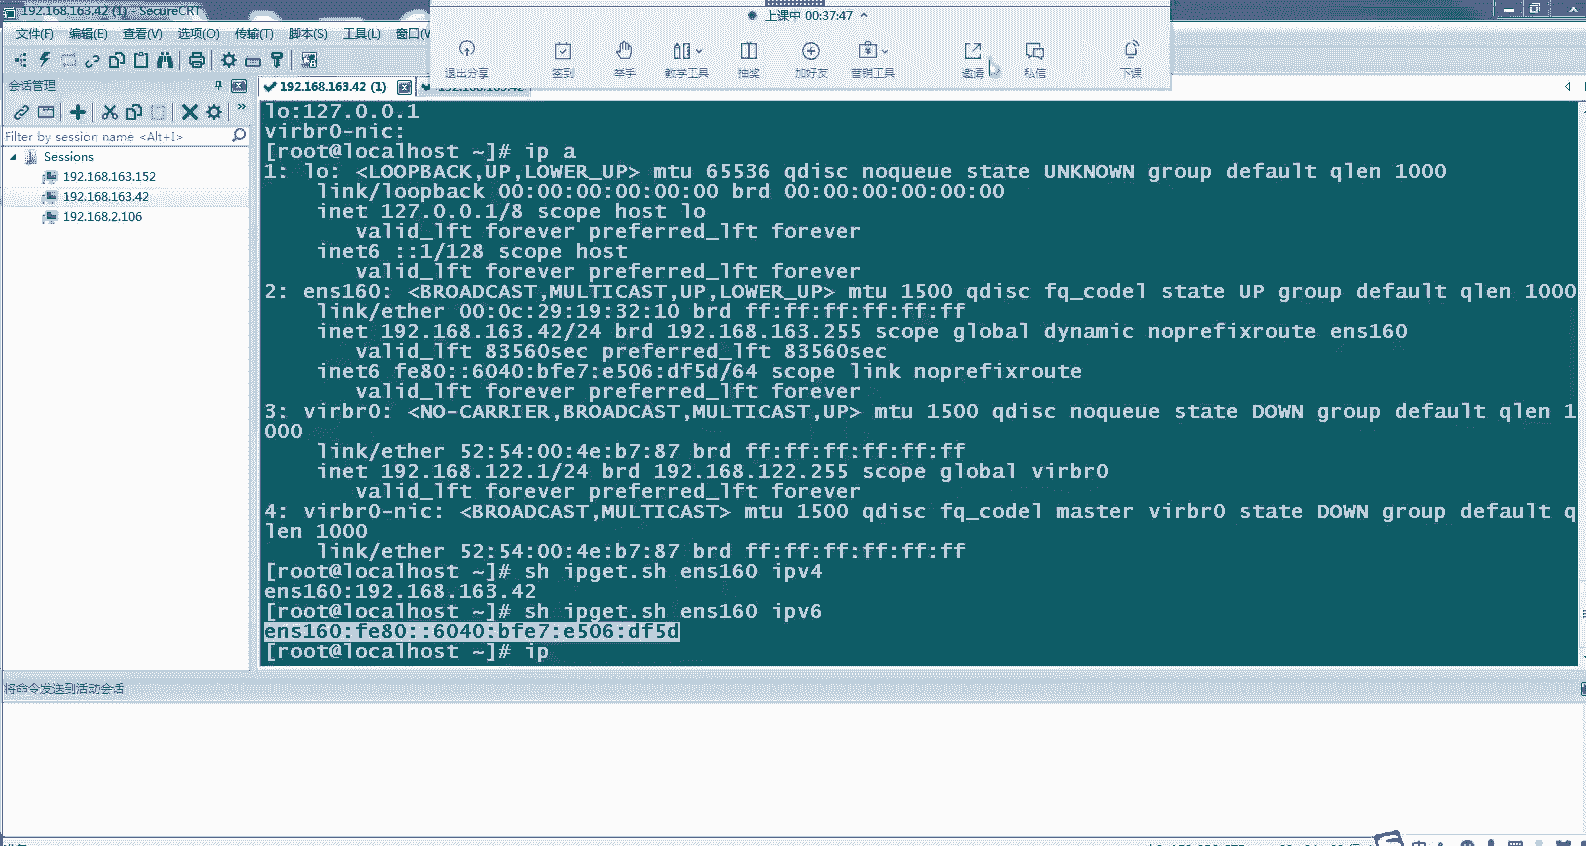 192.168.163.42 (1) - SecureCRT
上课中 00:37:47
文件(F) 编辑(E) 查看(V) 选项(O) 传输(T) 脚本(S) 工具(L) 窗口(V
退出分享 签到 举手 教学工具 抽奖 加好友 营销工具 邀请 私信 下课
会话管理
192.168.163.42 (1)
192.168.163.42
Filter by session name <Alt+I>
Sessions
192.168.163.152
192.168.163.42
192.168.2.106
lo:127.0.0.1
virbr0-nic:
[root@localhost ~]# ip a
1: lo: <LOOPBACK,UP,LOWER_UP> mtu 65536 qdisc noqueue state UNKNOWN group default qlen 1000
link/loopback 00:00:00:00:00:00 brd 00:00:00:00:00:00
inet 127.0.0.1/8 scope host lo
valid_lft forever preferred_lft forever
inet6 ::1/128 scope host
valid_lft forever preferred_lft forever
2: ens160: <BROADCAST,MULTICAST,UP,LOWER_UP> mtu 1500 qdisc fq_codel state UP group default qlen 1000
link/ether 00:0c:29:19:32:10 brd ff:ff:ff:ff:ff:ff
inet 192.168.163.42/24 brd 192.168.163.255 scope global dynamic noprefixroute ens160
valid_lft 83560sec preferred_lft 83560sec
inet6 fe80::6040:bfe7:e506:df5d/64 scope link noprefixroute
valid_lft forever preferred_lft forever
3: virbr0: <NO-CARRIER,BROADCAST,MULTICAST,UP> mtu 1500 qdisc noqueue state DOWN group default qlen 1
000
link/ether 52:54:00:4e:b7:87 brd ff:ff:ff:ff:ff:ff
inet 192.168.122.1/24 brd 192.168.122.255 scope global virbr0
valid_lft forever preferred_lft forever
4: virbr0-nic: <BROADCAST,MULTICAST> mtu 1500 qdisc fq_codel master virbr0 state DOWN group default q
len 1000
link/ether 52:54:00:4e:b7:87 brd ff:ff:ff:ff:ff:ff
[root@localhost ~]# sh ipget.sh ens160 ipv4
ens160:192.168.163.42
[root@localhost ~]# sh ipget.sh ens160 ipv6
ens160:fe80::6040:bfe7:e506:df5d
[root@localhost ~]# ip
将命令发送到活动会话